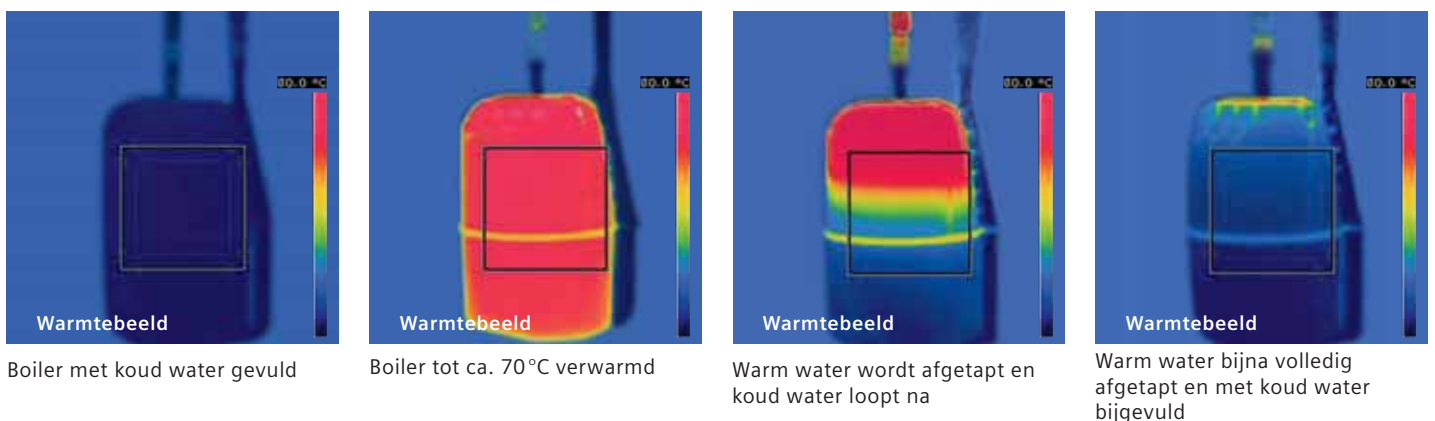 80.0 °C
80.0 °C
80.0 °C
80.0 °C
Warmtebeeld
Warmtebeeld
Warmtebeeld
Warmtebeeld
Boiler met koud water gevuld
Boiler tot ca. 70 °C verwarmd
Warm water wordt afgetapt en
koud water loopt na
Warm water bijna volledig
afgetapt en met koud water
bijgevuld